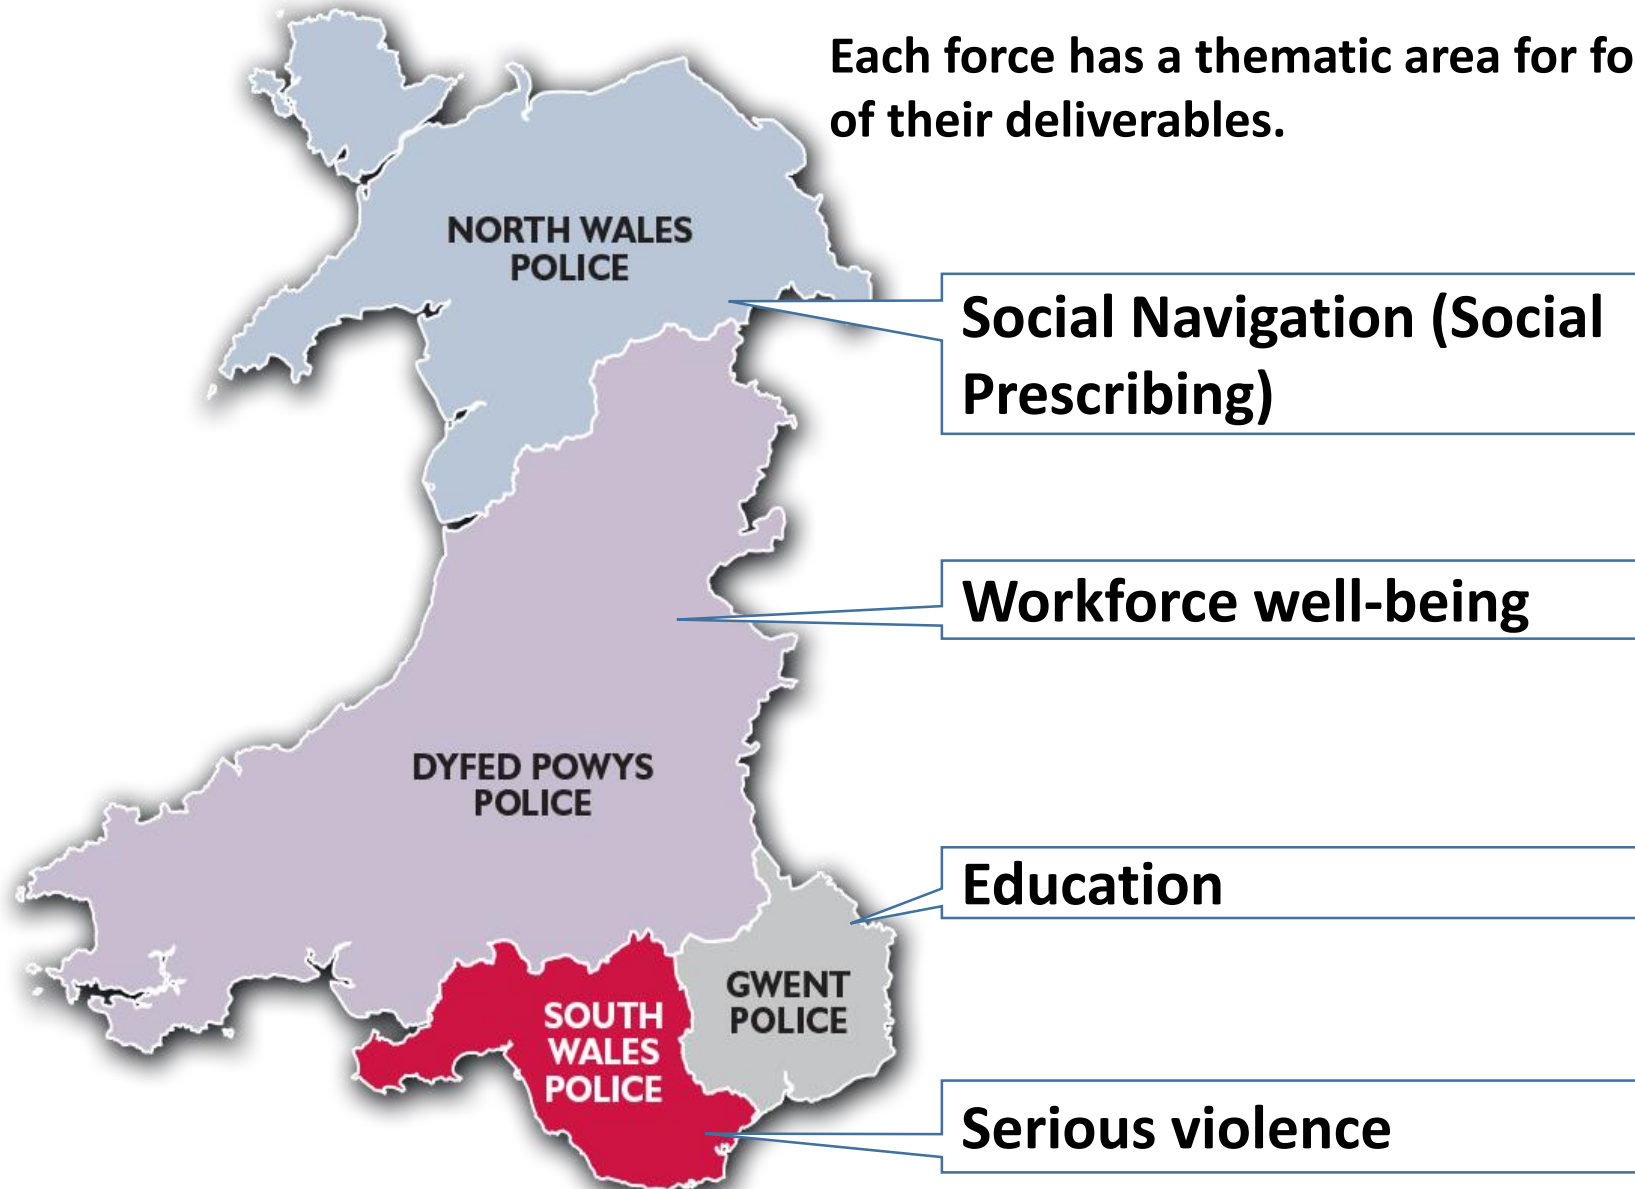 Each force has a thematic area for fo
of their deliverables.
NORTH WALES
POLICE
Social Navigation (Social
Prescribing)
Workforce well-being
DYFED POWYS
POLICE
Education
GWENT
POLICE
SOUTH
WALES
POLICE
Serious violence